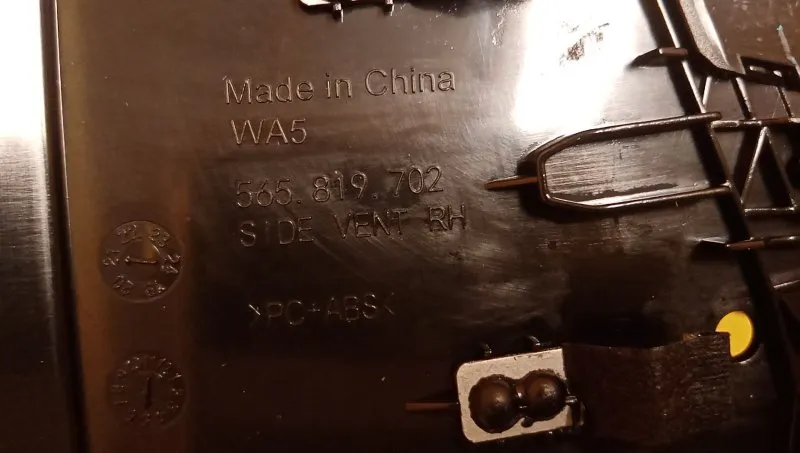 Made in China
WA5
565.819.702
SIDE VENT RH
>PC+ABS<